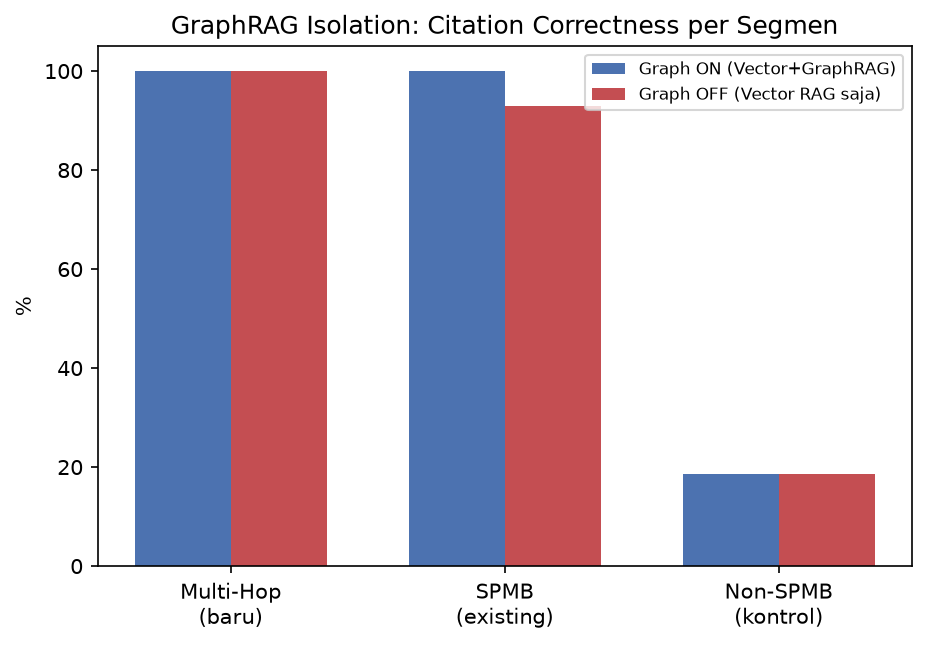 GraphRAG Isolation: Citation Correctness per Segmen
Graph ON (Vector+GraphRAG)
Graph OFF (Vector RAG saja)
%
100
80
60
40
20
0
Multi-Hop
(baru)
SPMB
(existing)
Non-SPMB
(kontrol)